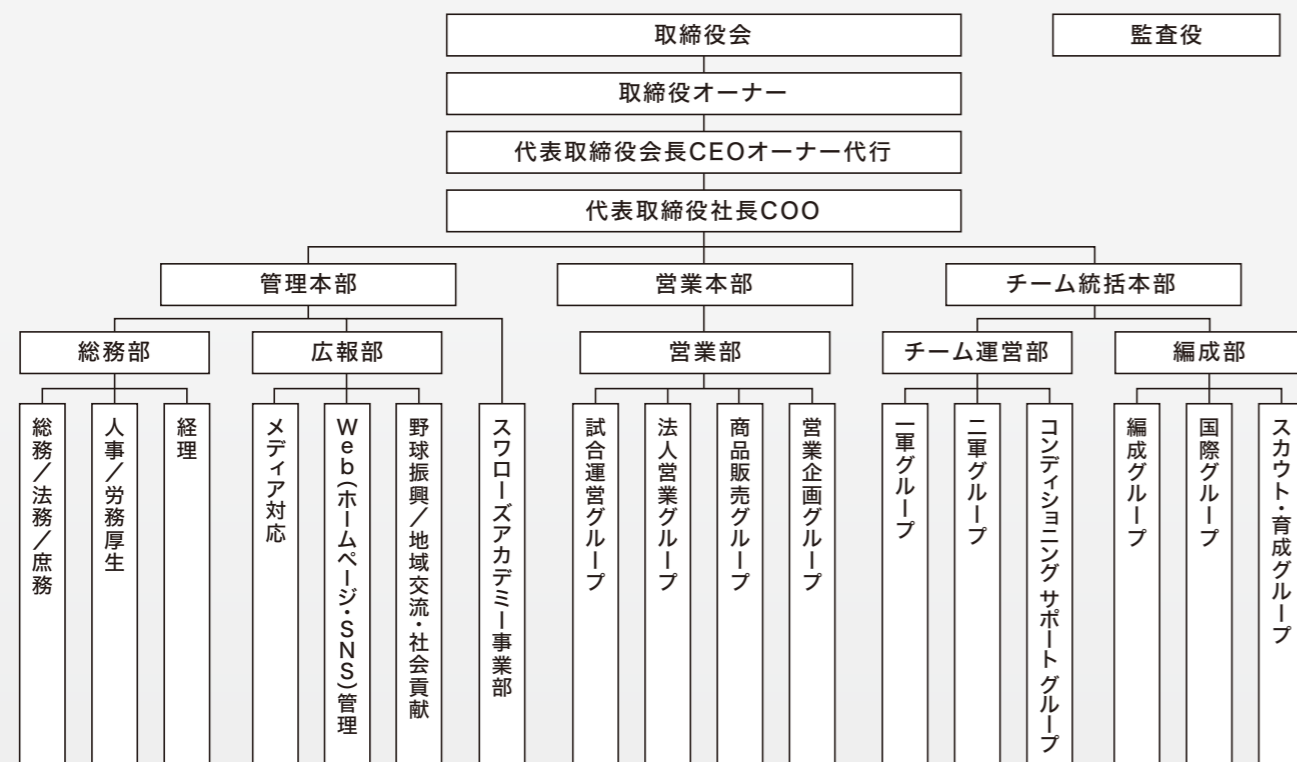 取締役会
監査役
取締役オーナー
代表取締役会長CEOオーナー代行
代表取締役社長COO
管理本部
営業本部
チーム統括本部
総務部
広報部
営業部
チーム運営部
編成部
総務/法務/庶務
人事/労務厚生
経理
メディア対応
Web(ホームページ・SNS)管理
野球振興/地域交流・社会貢献
スワローズアカデミー事業部
試合運営グループ
法人営業グループ
商品販売グループ
営業企画グループ
一軍グループ
二軍グループ
コンディショニング サポート グループ
編成グループ
国際グループ
スカウト・育成グループ